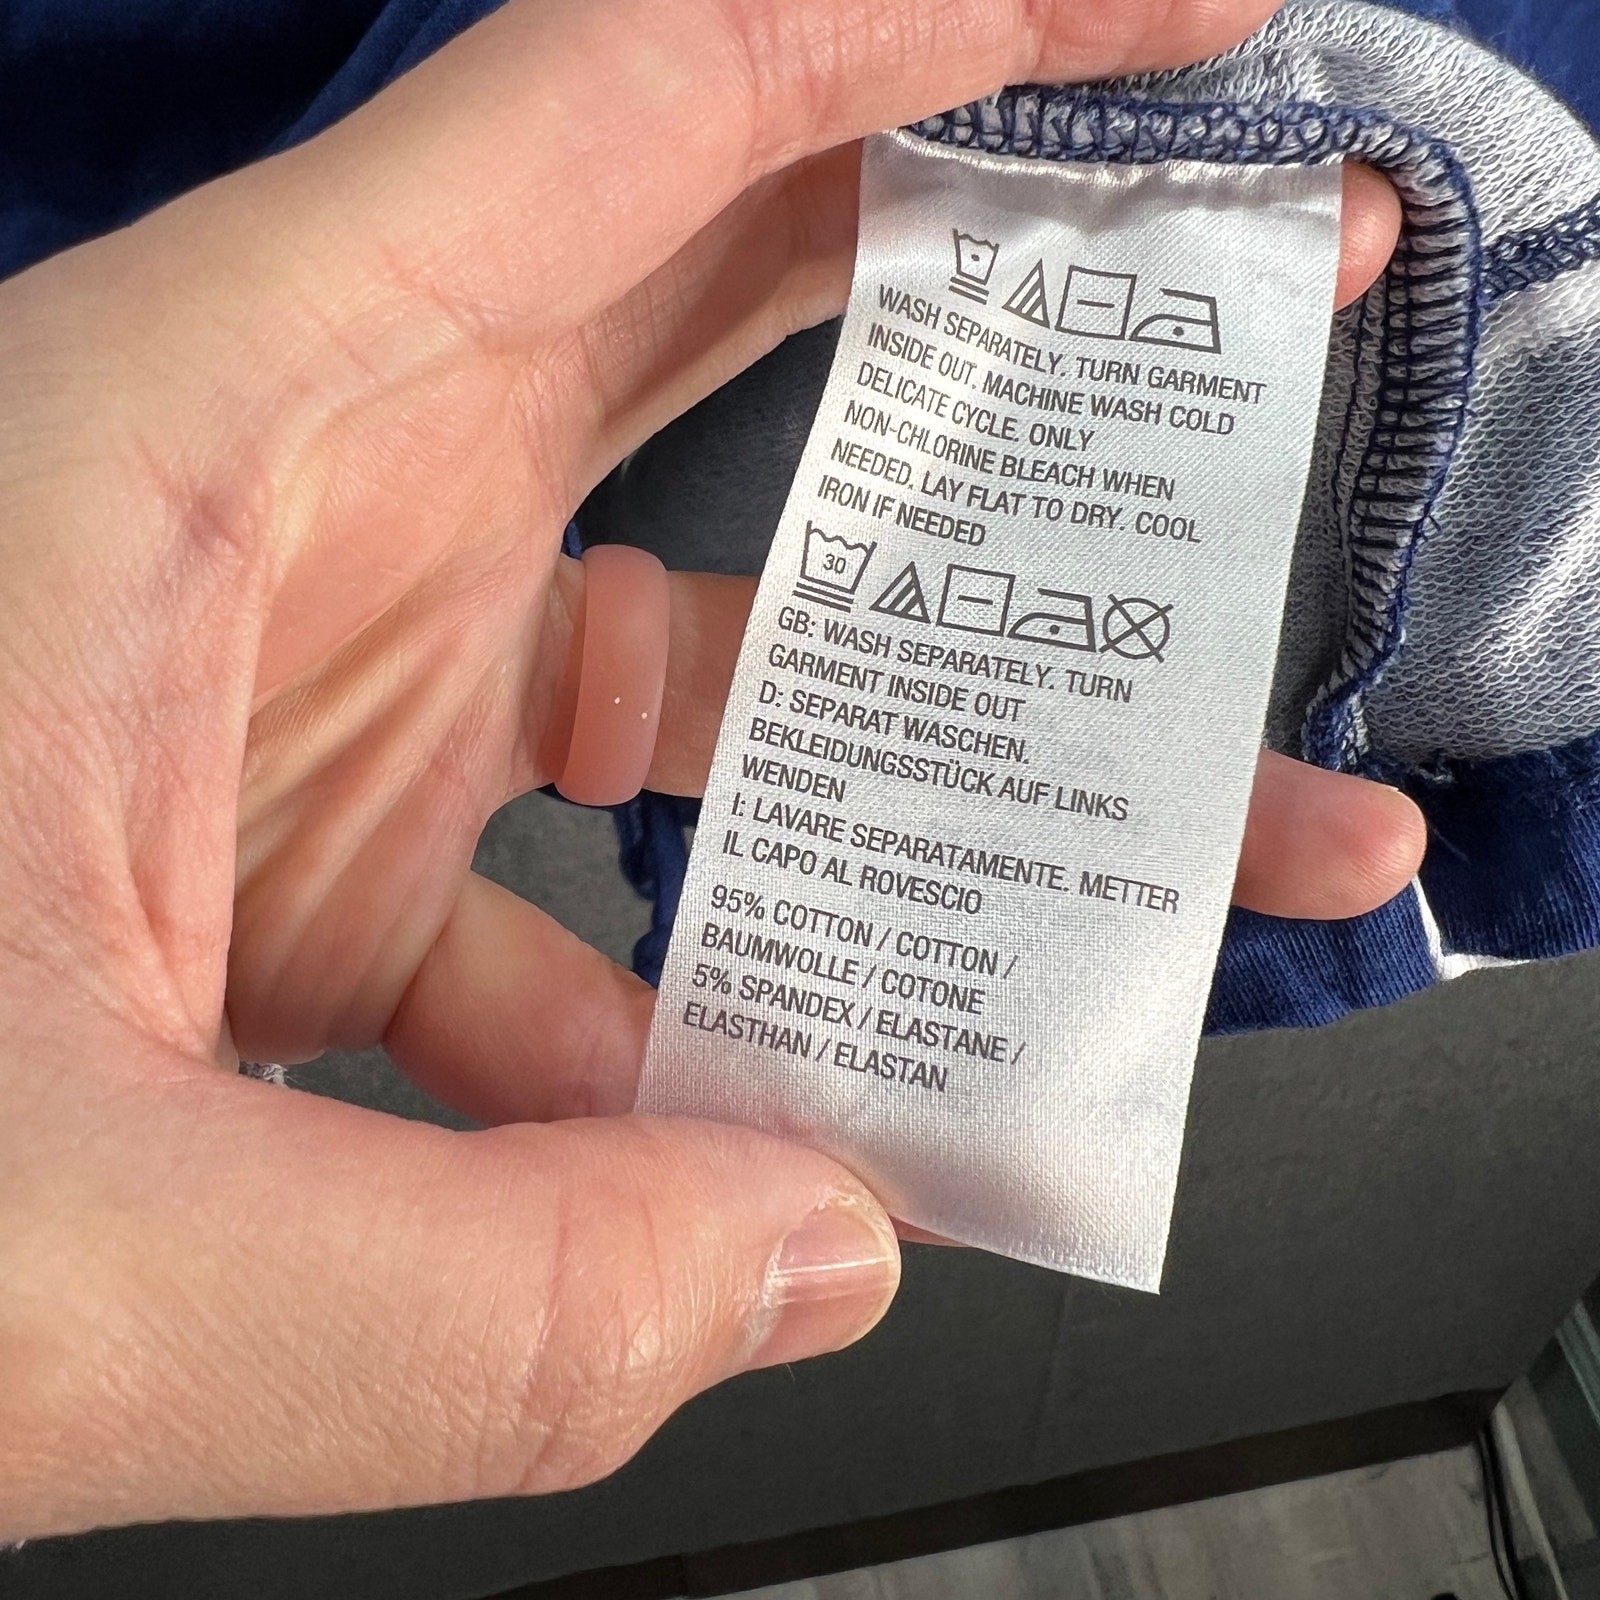 WASH SEPARATELY. TURN GARMENT
INSIDE OUT. MACHINE WASH COLD
DELICATE CYCLE. ONLY
NON-CHLORINE BLEACH WHEN
NEEDED. LAY FLAT TO DRY. COOL
IRON IF NEEDED
30
GB: WASH SEPARATELY. TURN
GARMENT INSIDE OUT
D: SEPARAT WASCHEN.
BEKLEIDUNGSSTÜCK AUF LINKS
WENDEN
I: LAVARE SEPARATAMENTE. METTER
IL CAPO AL ROVESCIO
95% COTTON / COTTON /
BAUMWOLLE / COTONE
5% SPANDEX / ELASTANE /
ELASTHAN / ELASTAN